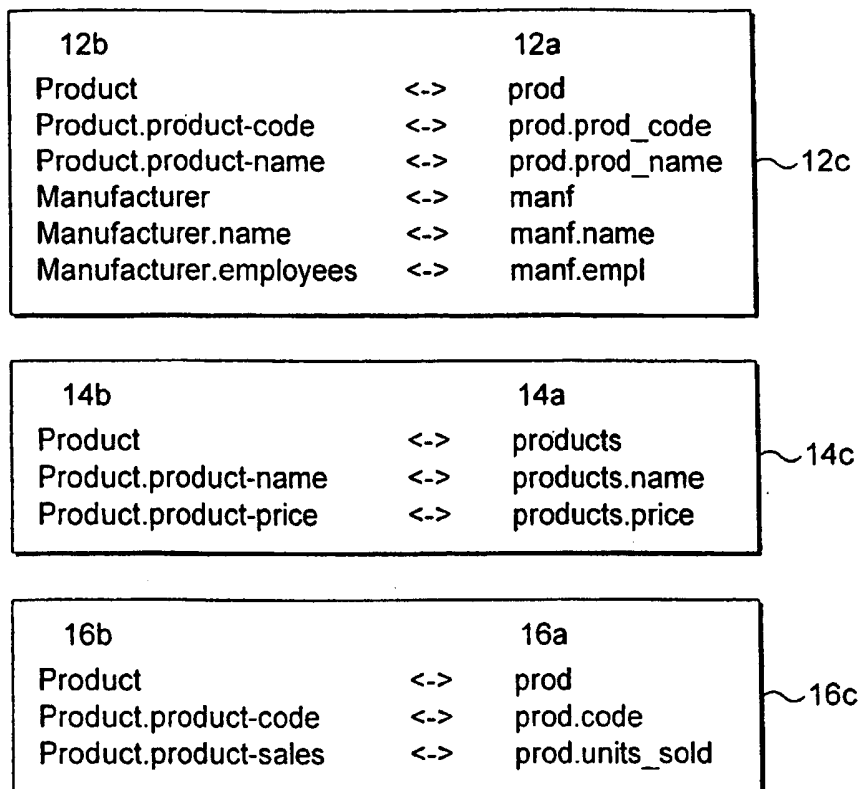 12b 12a
Product <-> prod
Product.product-code <-> prod.prod_code
Product.product-name <-> prod.prod_name
Manufacturer <-> manf
Manufacturer.name <-> manf.name
Manufacturer.employees <-> manf.empl
12c
14b 14a
Product <-> products
Product.product-name <-> products.name
Product.product-price <-> products.price
14c
16b 16a
Product <-> prod
Product.product-code <-> prod.code
Product.product-sales <-> prod.units_sold
16c